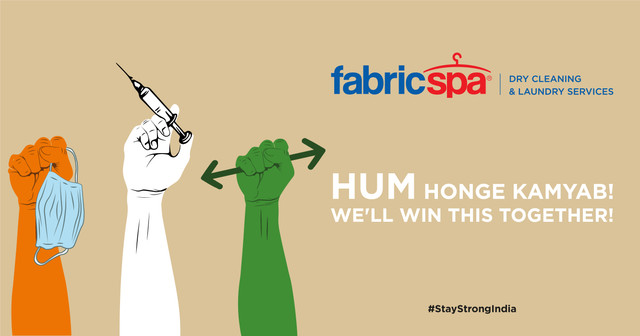 fabricspa®
DRY CLEANING
& LAUNDRY SERVICES
HUM HONGE KAMYAB!
WE'LL WIN THIS TOGETHER!
#StayStrongIndia